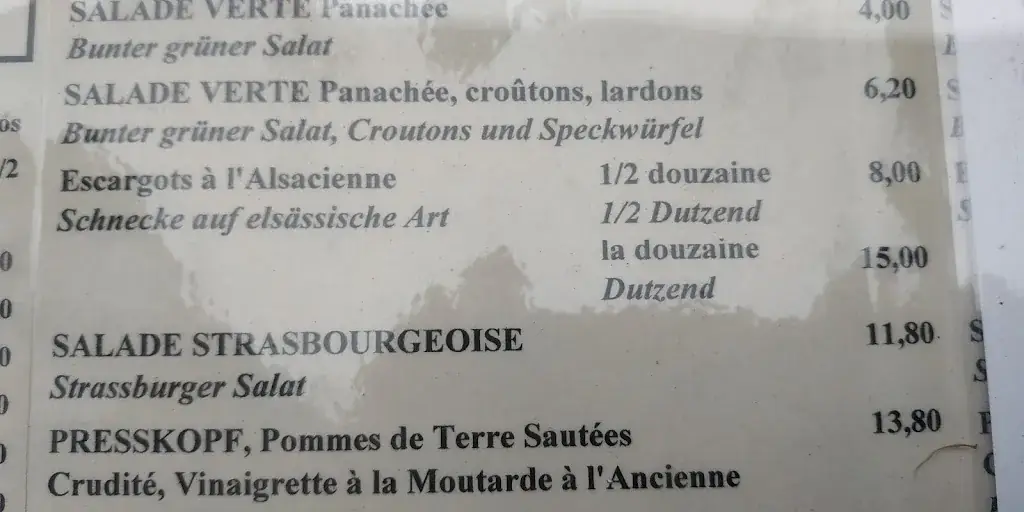 SALADE VERTE Panachée 4,00
Bunter grüner Salat
SALADE VERTE Panachée, croûtons, lardons 6,20
Bunter grüner Salat, Croutons und Speckwürfel
Escargots à l'Alsacienne 1/2 douzaine 8,00
Schnecke auf elsässische Art 1/2 Dutzend
la douzaine 15,00
Dutzend
SALADE STRASBOURGEOISE 11,80
Strassburger Salat
PRESSKOPF, Pommes de Terre Sautées 13,80
Crudité, Vinaigrette à la Moutarde à l'Ancienne